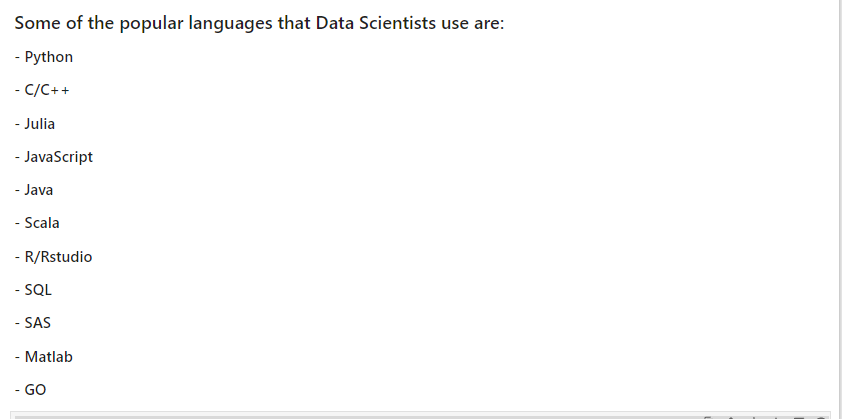 Some of the popular languages that Data Scientists use are:
- Python
- C/C++
- Julia
- JavaScript
- Java
- Scala
- R/Rstudio
- SQL
- SAS
- Matlab
- GO